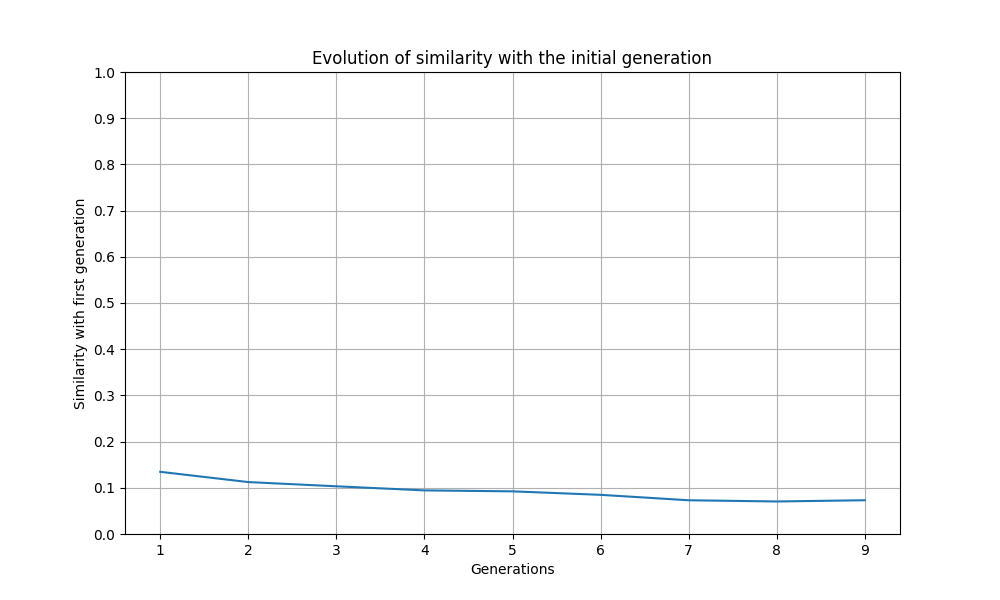 Evolution of similarity with the initial generation
1.0
0.9
0.8
0.7
0.6
0.5
0.4
0.3
0.2
0.1
0.0
Similarity with first generation
1 2 3 4 5 6 7 8 9
Generations